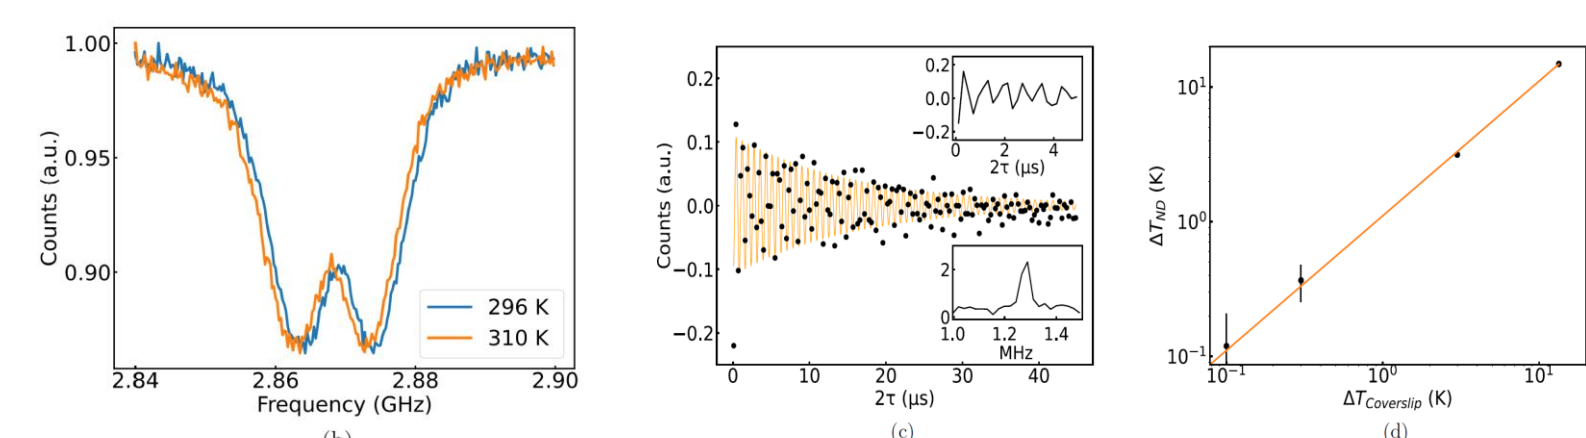 1.00
0.95
0.90
Counts (a.u.)
296 K
310 K
2.84 2.86 2.88 2.90
Frequency (GHz)
(b)
0.2
0.1
0.0
−0.1
−0.2
Counts (a.u.)
0.2
0.0
−0.2
0 2 4
2τ (μs)
2
0
1.0 1.2 1.4
MHz
0 10 20 30 40
2τ (μs)
(c)
10¹
10⁰
10⁻¹
ΔT_ND (K)
10⁻¹ 10⁰ 10¹
ΔT_Coverslip (K)
(d)